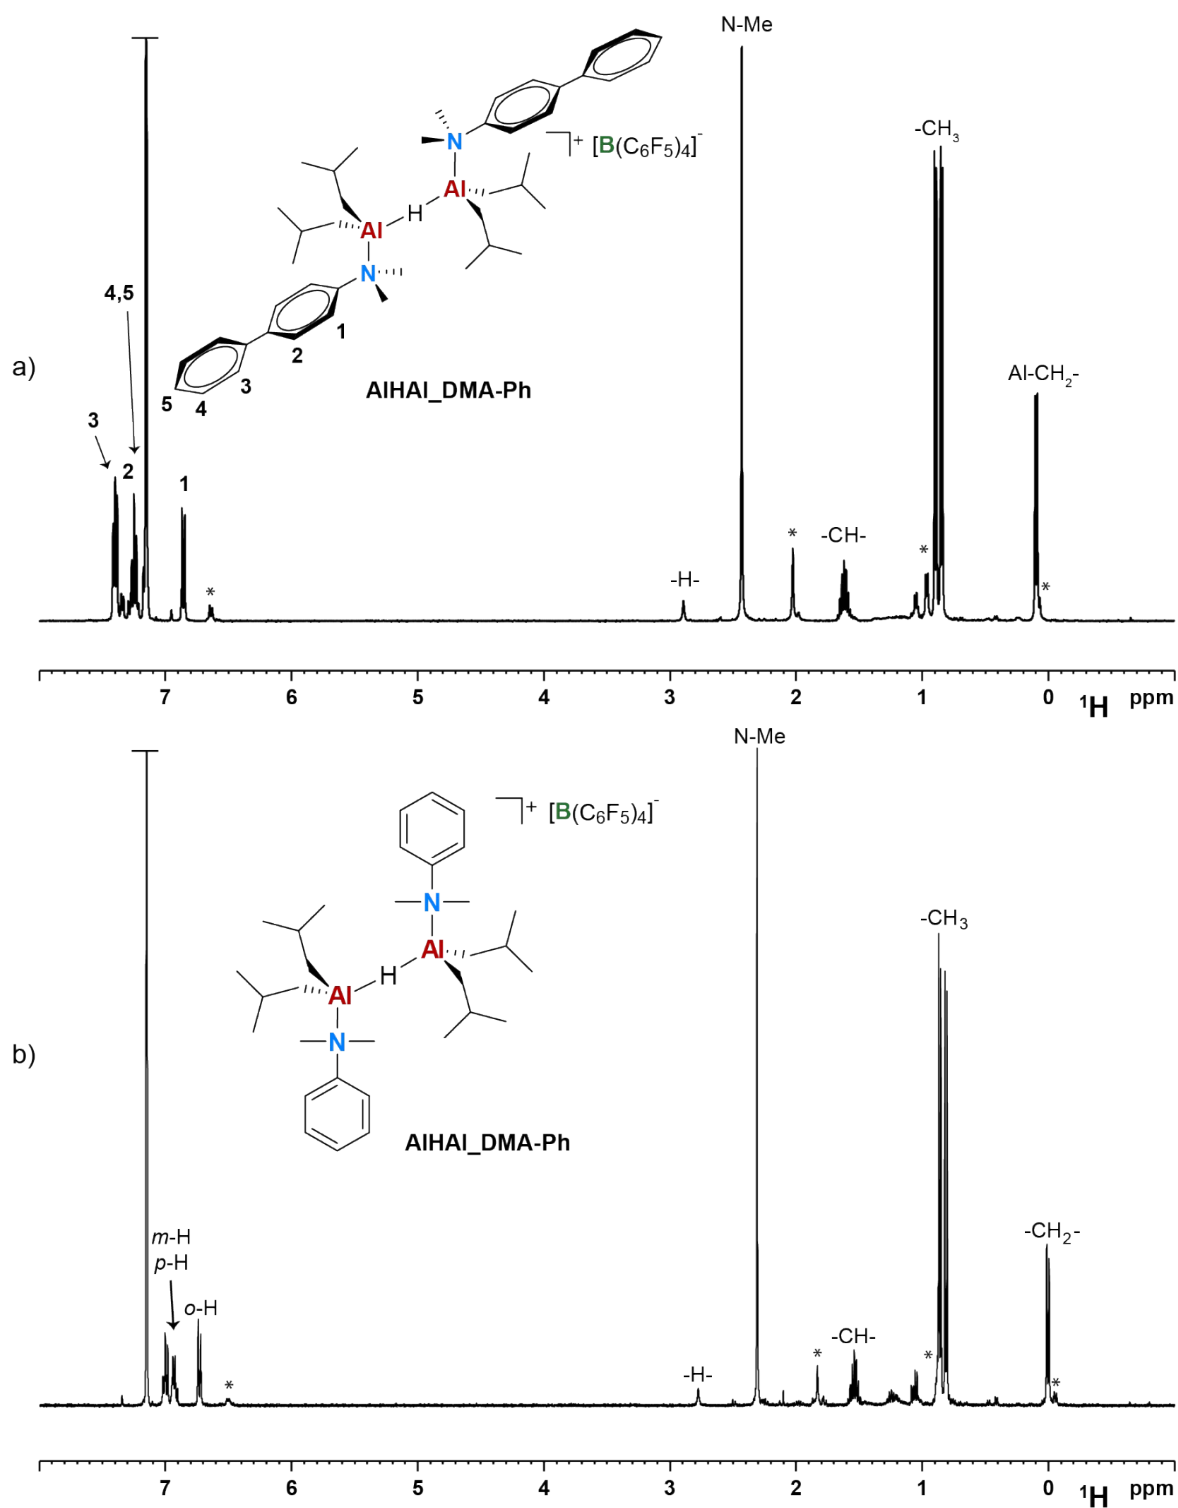 N-Me
]+ [B(C6F5)4]-
-CH3
N
Al
H
Al
N
4,5
1
2
3
5
4
a)
AlHAl_DMA-Ph
Al-CH2-
3
2
1
*
-H-
*
-CH-
*
*
7 6 5 4 3 2 1 0 1H ppm
N-Me
]+ [B(C6F5)4]-
N
-CH3
Al
H
Al
N
b)
AlHAl_DMA-Ph
m-H
p-H
o-H
*
-H-
*
-CH-
*
-CH2-
*
7 6 5 4 3 2 1 0 1H ppm